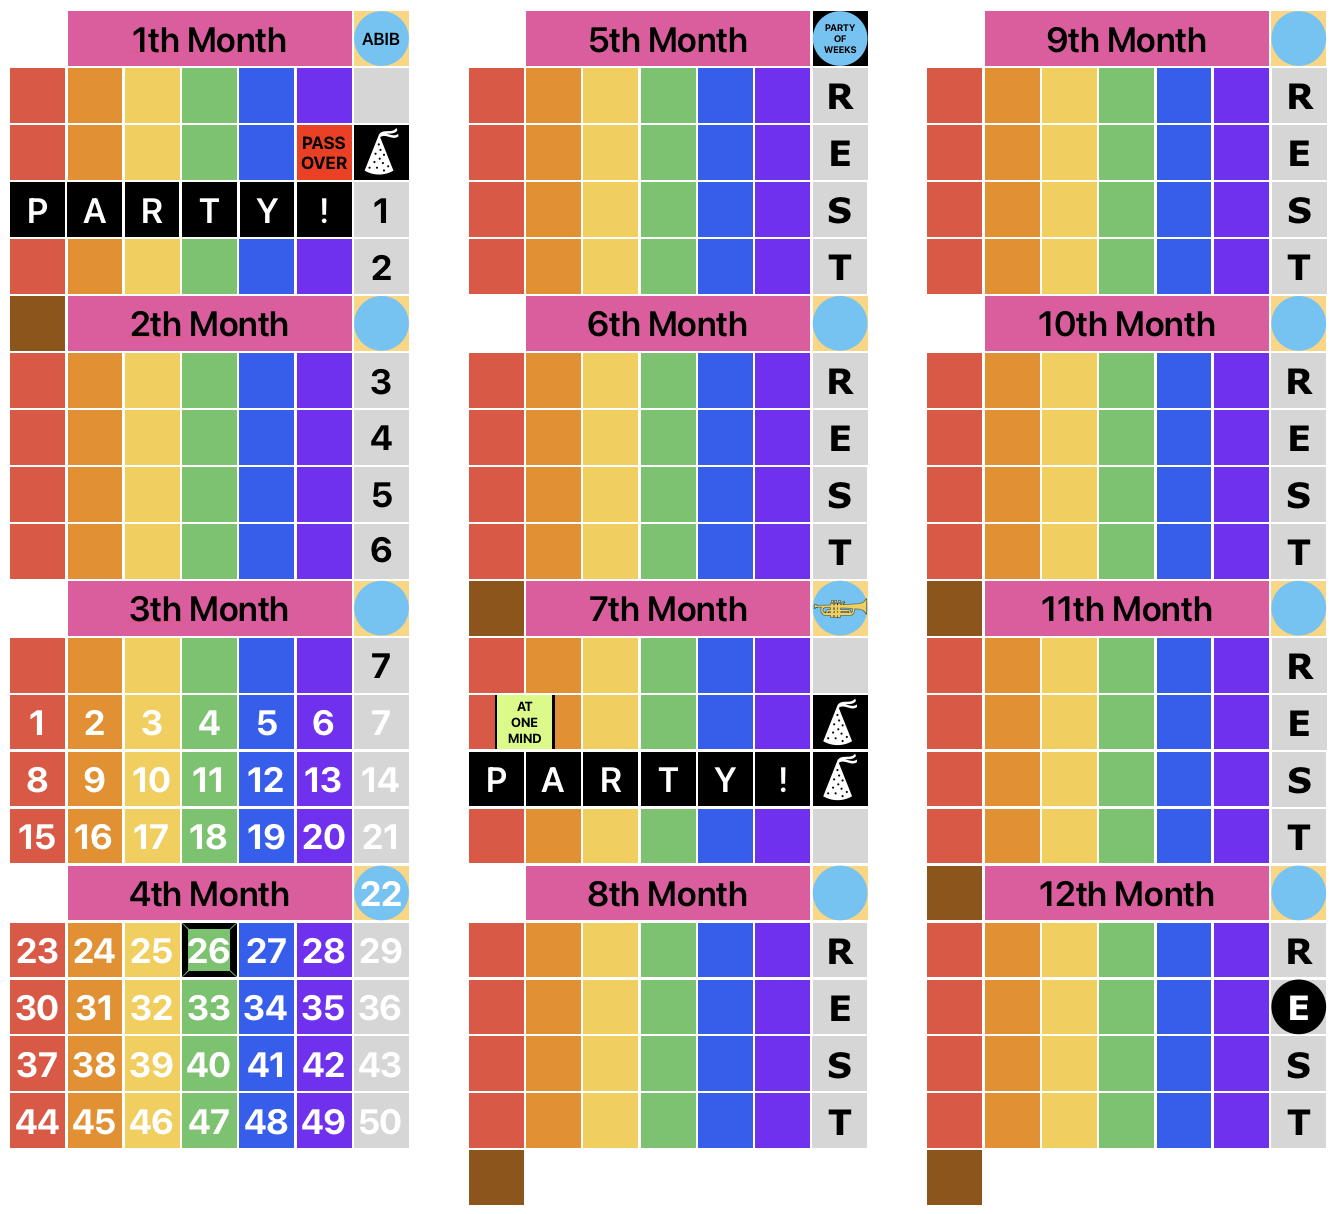 1th Month ABIB
PASS
OVER
P A R T Y ! 1
2
2th Month
3
4
5
6
3th Month
7
1 2 3 4 5 6 7
8 9 10 11 12 13 14
15 16 17 18 19 20 21
4th Month 22
23 24 25 26 27 28 29
30 31 32 33 34 35 36
37 38 39 40 41 42 43
44 45 46 47 48 49 50
5th Month
PARTY
OF
WEEKS
R
E
S
T
6th Month
R
E
S
T
7th Month
AT
ONE
MIND
P A R T Y !
8th Month
R
E
S
T
9th Month
R
E
S
T
10th Month
R
E
S
T
11th Month
R
E
S
T
12th Month
R
E
S
T